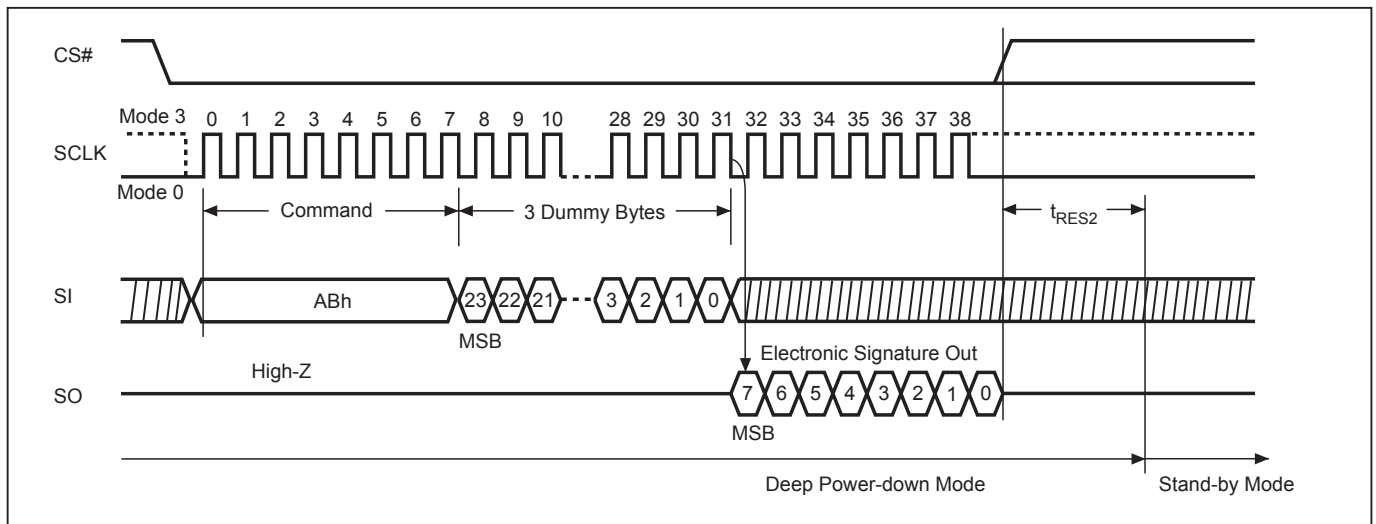 CS#
Mode 3
0 1 2 3 4 5 6 7 8 9 10 28 29 30 31 32 33 34 35 36 37 38
SCLK
Mode 0
Command
3 Dummy Bytes
tRES2
SI
ABh
23 22 21 3 2 1 0
MSB
Electronic Signature Out
High-Z
SO
7 6 5 4 3 2 1 0
MSB
Deep Power-down Mode
Stand-by Mode